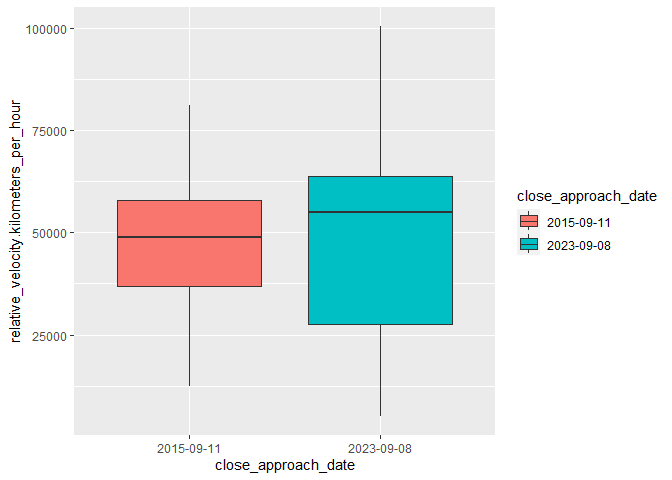 100000
75000
50000
25000
relative_velocity.kilometers_per_hour
2015-09-11
2023-09-08
close_approach_date
close_approach_date
2015-09-11
2023-09-08